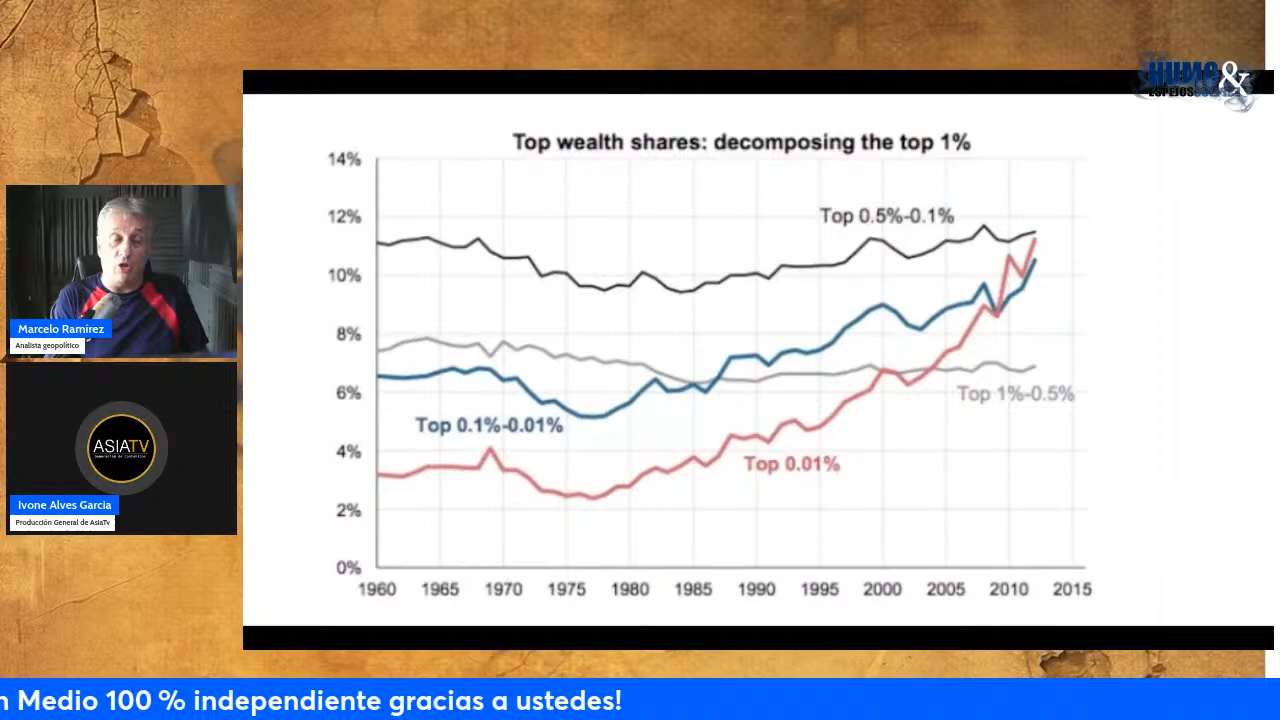 HUMO &
ESPEJOS
Top wealth shares: decomposing the top 1%
14%
12%
10%
8%
6%
4%
2%
0%
Top 0.5%-0.1%
Top 1%-0.5%
Top 0.1%-0.01%
Top 0.01%
1960 1965 1970 1975 1980 1985 1990 1995 2000 2005 2010 2015
Marcelo Ramírez
Analista geopolítico
ASIATV
Ivone Alves Garcia
Producción General de AsiaTv
n Medio 100 % independiente gracias a ustedes!